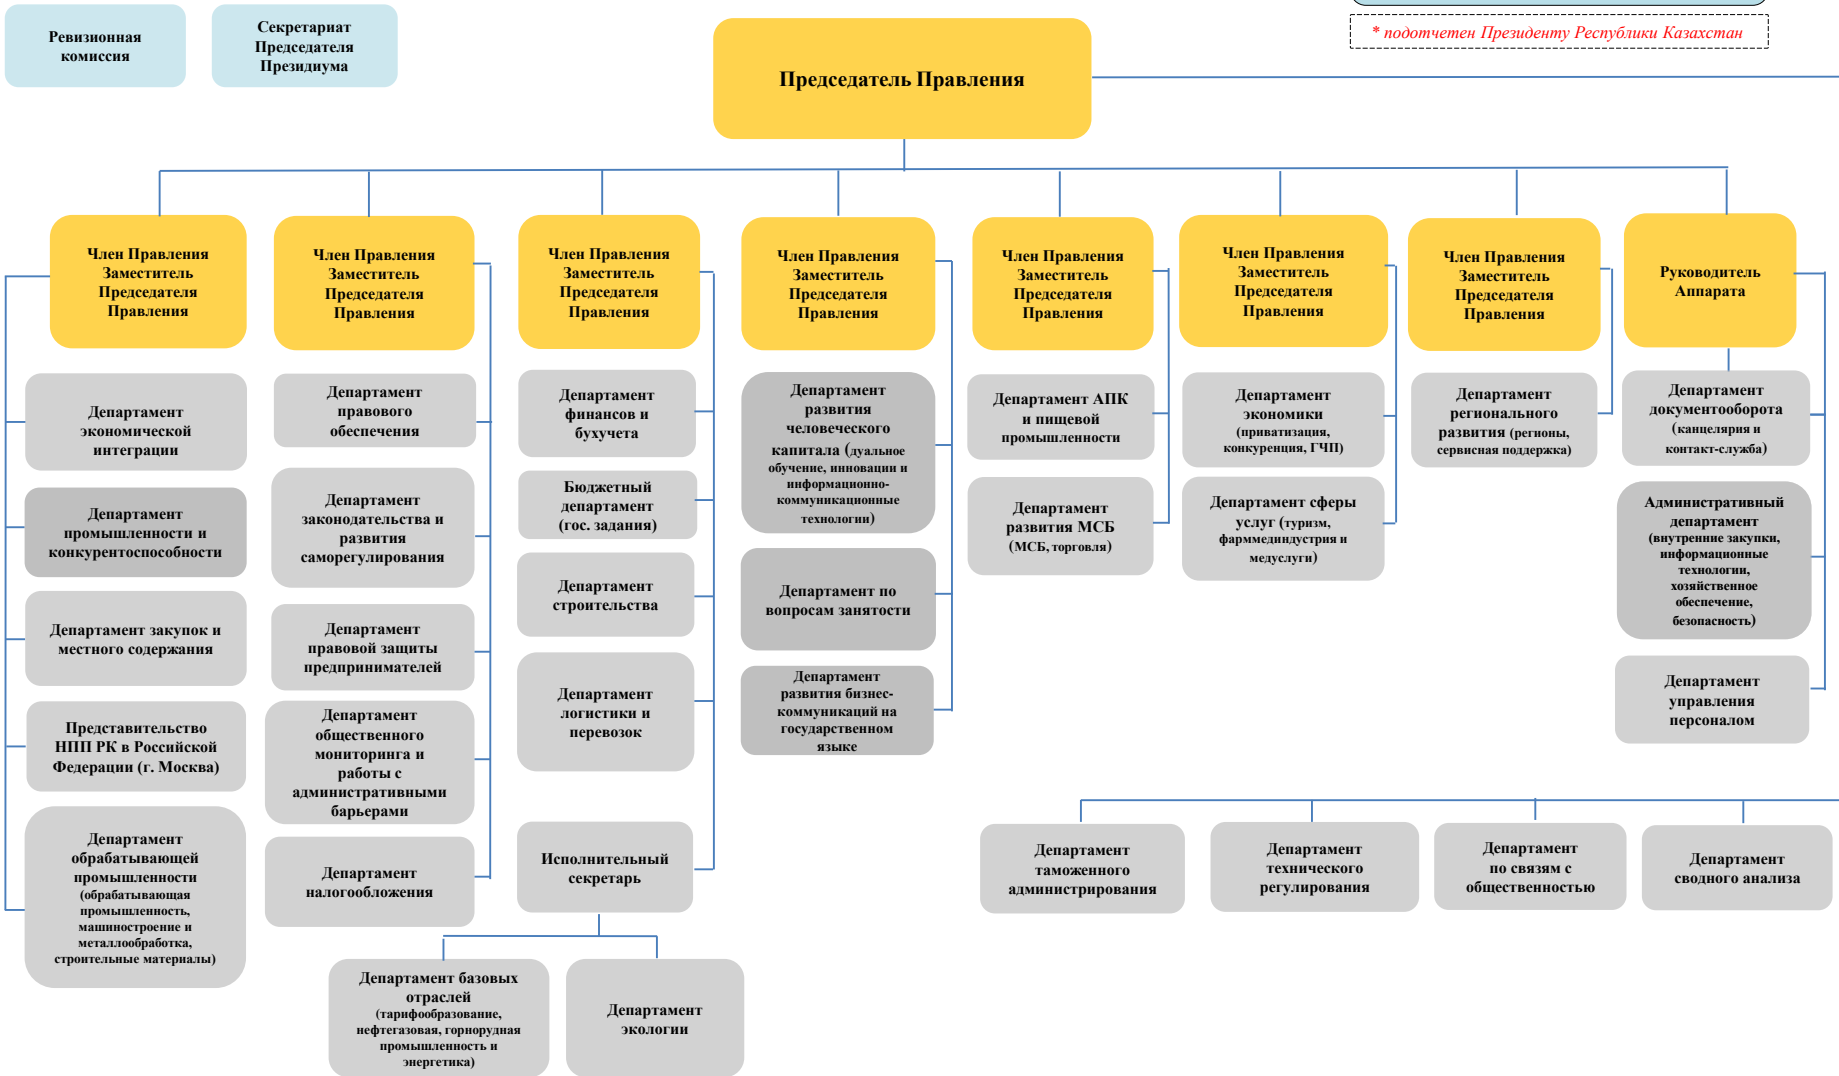 Ревизионная
комиссия
Секретариат
Председателя
Президиума
* подотчетен Президенту Республики Казахстан
Председатель Правления
Член Правления
Заместитель
Председателя
Правления
Член Правления
Заместитель
Председателя
Правления
Член Правления
Заместитель
Председателя
Правления
Член Правления
Заместитель
Председателя
Правления
Член Правления
Заместитель
Председателя
Правления
Член Правления
Заместитель
Председателя
Правления
Член Правления
Заместитель
Председателя
Правления
Руководитель
Аппарата
Департамент
экономической
интеграции
Департамент
промышленности и
конкурентоспособности
Департамент закупок и
местного содержания
Представительство
НПП РК в Российской
Федерации (г. Москва)
Департамент
обрабатывающей
промышленности
(обрабатывающая
промышленность,
машиностроение и
металлообработка,
строительные материалы)
Департамент
правового
обеспечения
Департамент
законодательства и
развития
саморегулирования
Департамент
правовой защиты
предпринимателей
Департамент
общественного
мониторинга и
работы с
административными
барьерами
Департамент
налогообложения
Департамент
финансов и
бухучета
Бюджетный
департамент
(гос. задания)
Департамент
строительства
Департамент
логистики и
перевозок
Исполнительный
секретарь
Департамент базовых
отраслей
(тарифообразование,
нефтегазовая, горнорудная
промышленность и
энергетика)
Департамент
экологии
Департамент
развития
человеческого
капитала (дуальное
обучение, инновации и
информационно-
коммуникационные
технологии)
Департамент по
вопросам занятости
Департамент
развития бизнес-
коммуникаций на
государственном
языке
Департамент АПК
и пищевой
промышленности
Департамент
развития МСБ
(МСБ, торговля)
Департамент
экономики
(приватизация,
конкуренция, ГЧП)
Департамент сферы
услуг (туризм,
фарммединдустрия и
медуслуги)
Департамент
регионального
развития (регионы,
сервисная поддержка)
Департамент
документооборота
(канцелярия и
контакт-служба)
Административный
департамент
(внутренние закупки,
информационные
технологии,
хозяйственное
обеспечение,
безопасность)
Департамент
управления
персоналом
Департамент
таможенного
администрирования
Департамент
технического
регулирования
Департамент
по связям с
общественностью
Департамент
сводного анализа